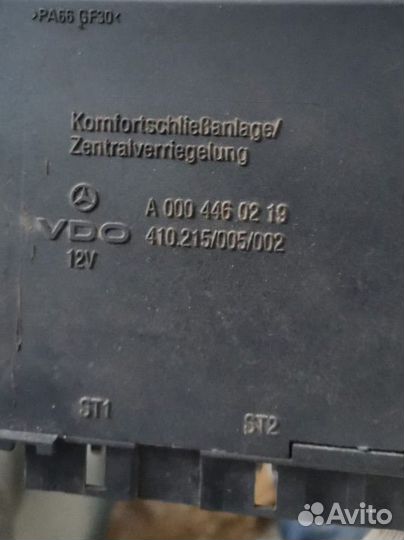 >PA66 GF30<
Komfortschließanlage/
Zentralverriegelung
A 000 446 02 19
VDO 410.215/005/002
12V
ST1 ST2
Avito